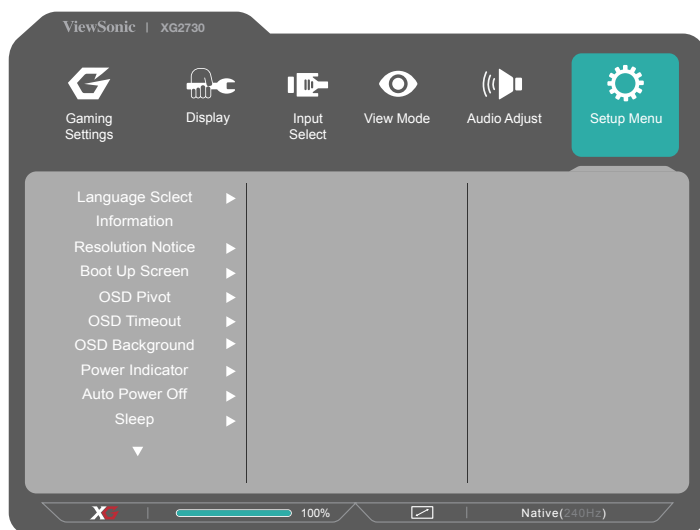 ViewSonic | XG2730
Gaming
Settings
Display
Input
Select
View Mode
Audio Adjust
Setup Menu
Language Sclect
Information
Resolution Notice
Boot Up Screen
OSD Pivot
OSD Timeout
OSD Background
Power Indicator
Auto Power Off
Sleep
XG | 100% | Native(240Hz)